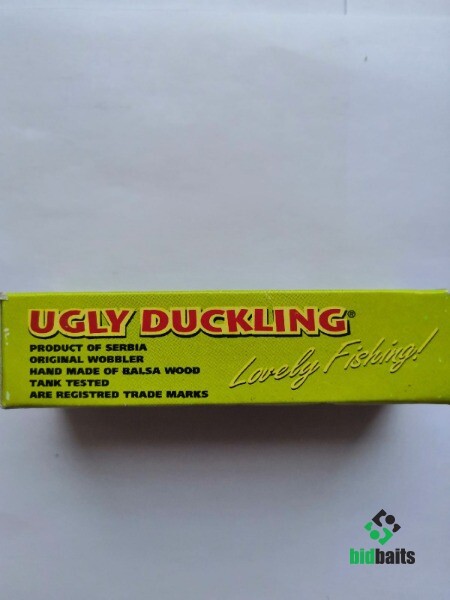 UGLY DUCKLING®
PRODUCT OF SERBIA
ORIGINAL WOBBLER
HAND MADE OF BALSA WOOD
TANK TESTED
ARE REGISTRED TRADE MARKS
Lovely Fishing!
bidbaits